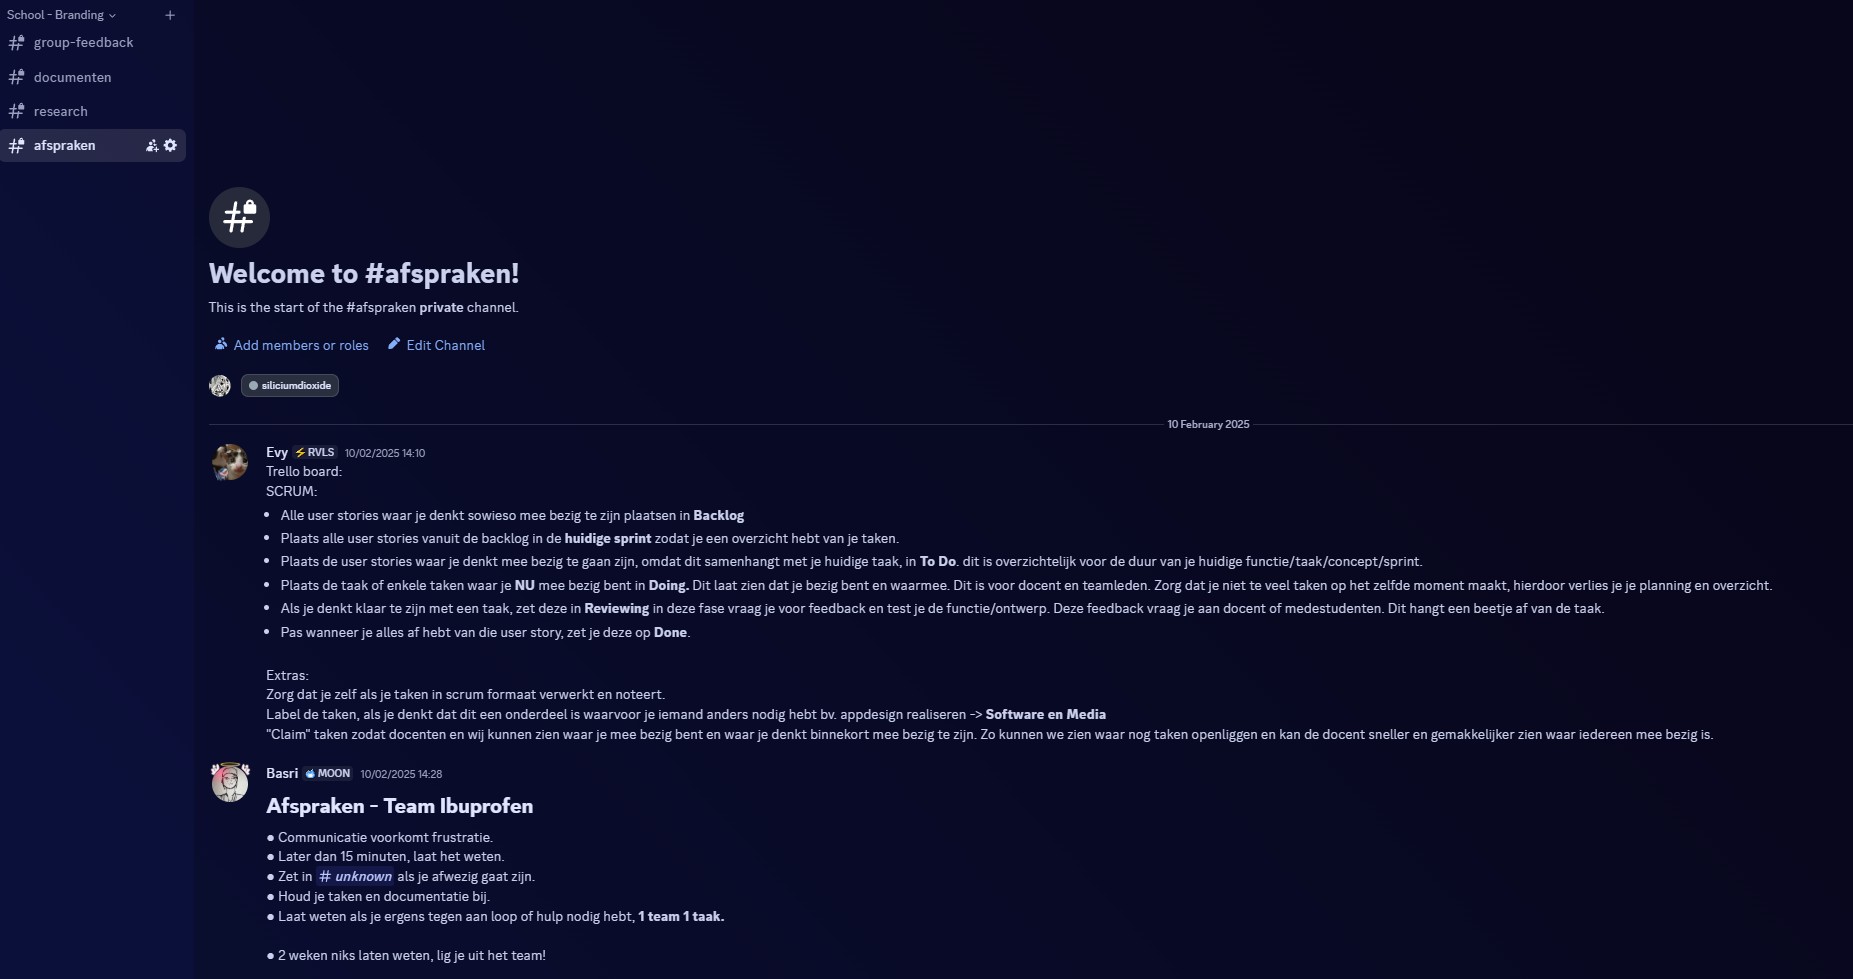 School - Branding
group-feedback
documenten
research
afspraken
Welcome to #afspraken!
This is the start of the #afspraken private channel.
Add members or roles Edit Channel
siliciumdioxide
10 February 2025
Evy RVLS 10/02/2025 14:10
Trello board:
SCRUM:
• Alle user stories waar je denkt sowieso mee bezig te zijn plaatsen in Backlog
• Plaats alle user stories vanuit de backlog in de huidige sprint zodat je een overzicht hebt van je taken.
• Plaats de user stories waar je denkt mee bezig te gaan zijn, omdat dit samenhangt met je huidige taak, in To Do. dit is overzichtelijk voor de duur van je huidige functie/taak/concept/sprint.
• Plaats de taak of enkele taken waar je NU mee bezig bent in Doing. Dit laat zien dat je bezig bent en waarmee. Dit is voor docent en teamleden. Zorg dat je niet te veel taken op het zelfde moment maakt, hierdoor verlies je je planning en overzicht.
• Als je denkt klaar te zijn met een taak, zet deze in Reviewing in deze fase vraag je voor feedback en test je de functie/ontwerp. Deze feedback vraag je aan docent of medestudenten. Dit hangt een beetje af van de taak.
• Pas wanneer je alles af hebt van die user story, zet je deze op Done.
Extras:
Zorg dat je zelf als je taken in scrum formaat verwerkt en noteert.
Label de taken, als je denkt dat dit een onderdeel is waarvoor je iemand anders nodig hebt bv. appdesign realiseren -> Software en Media
"Claim" taken zodat docenten en wij kunnen zien waar je mee bezig bent en waar je denkt binnekort mee bezig te zijn. Zo kunnen we zien waar nog taken openliggen en kan de docent sneller en gemakkelijker zien waar iedereen mee bezig is.
Basri MOON 10/02/2025 14:28
Afspraken - Team Ibuprofen
● Communicatie voorkomt frustratie.
● Later dan 15 minuten, laat het weten.
● Zet in # unknown als je afwezig gaat zijn.
● Houd je taken en documentatie bij.
● Laat weten als je ergens tegen aan loop of hulp nodig hebt, 1 team 1 taak.
● 2 weken niks laten weten, lig je uit het team!